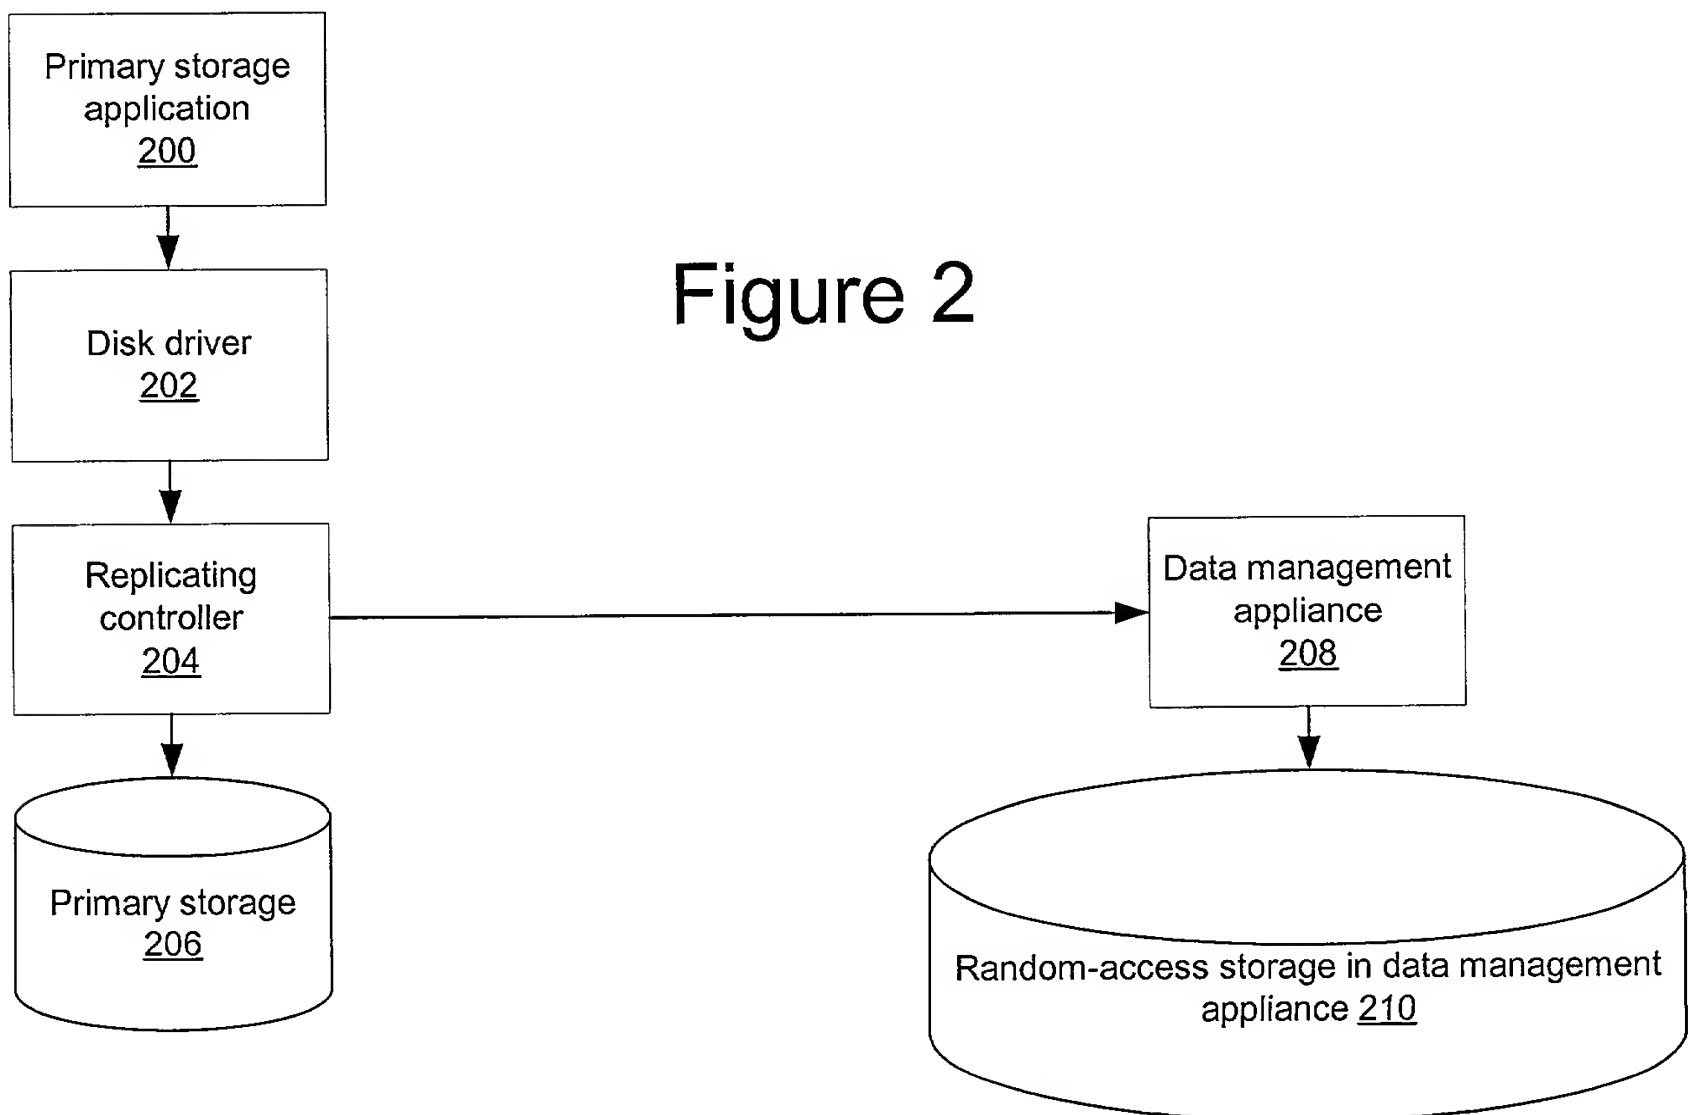 Primary storage
application
200
Figure 2
Disk driver
202
Replicating
controller
204
Data management
appliance
208
Primary storage
206
Random-access storage in data management
appliance 210